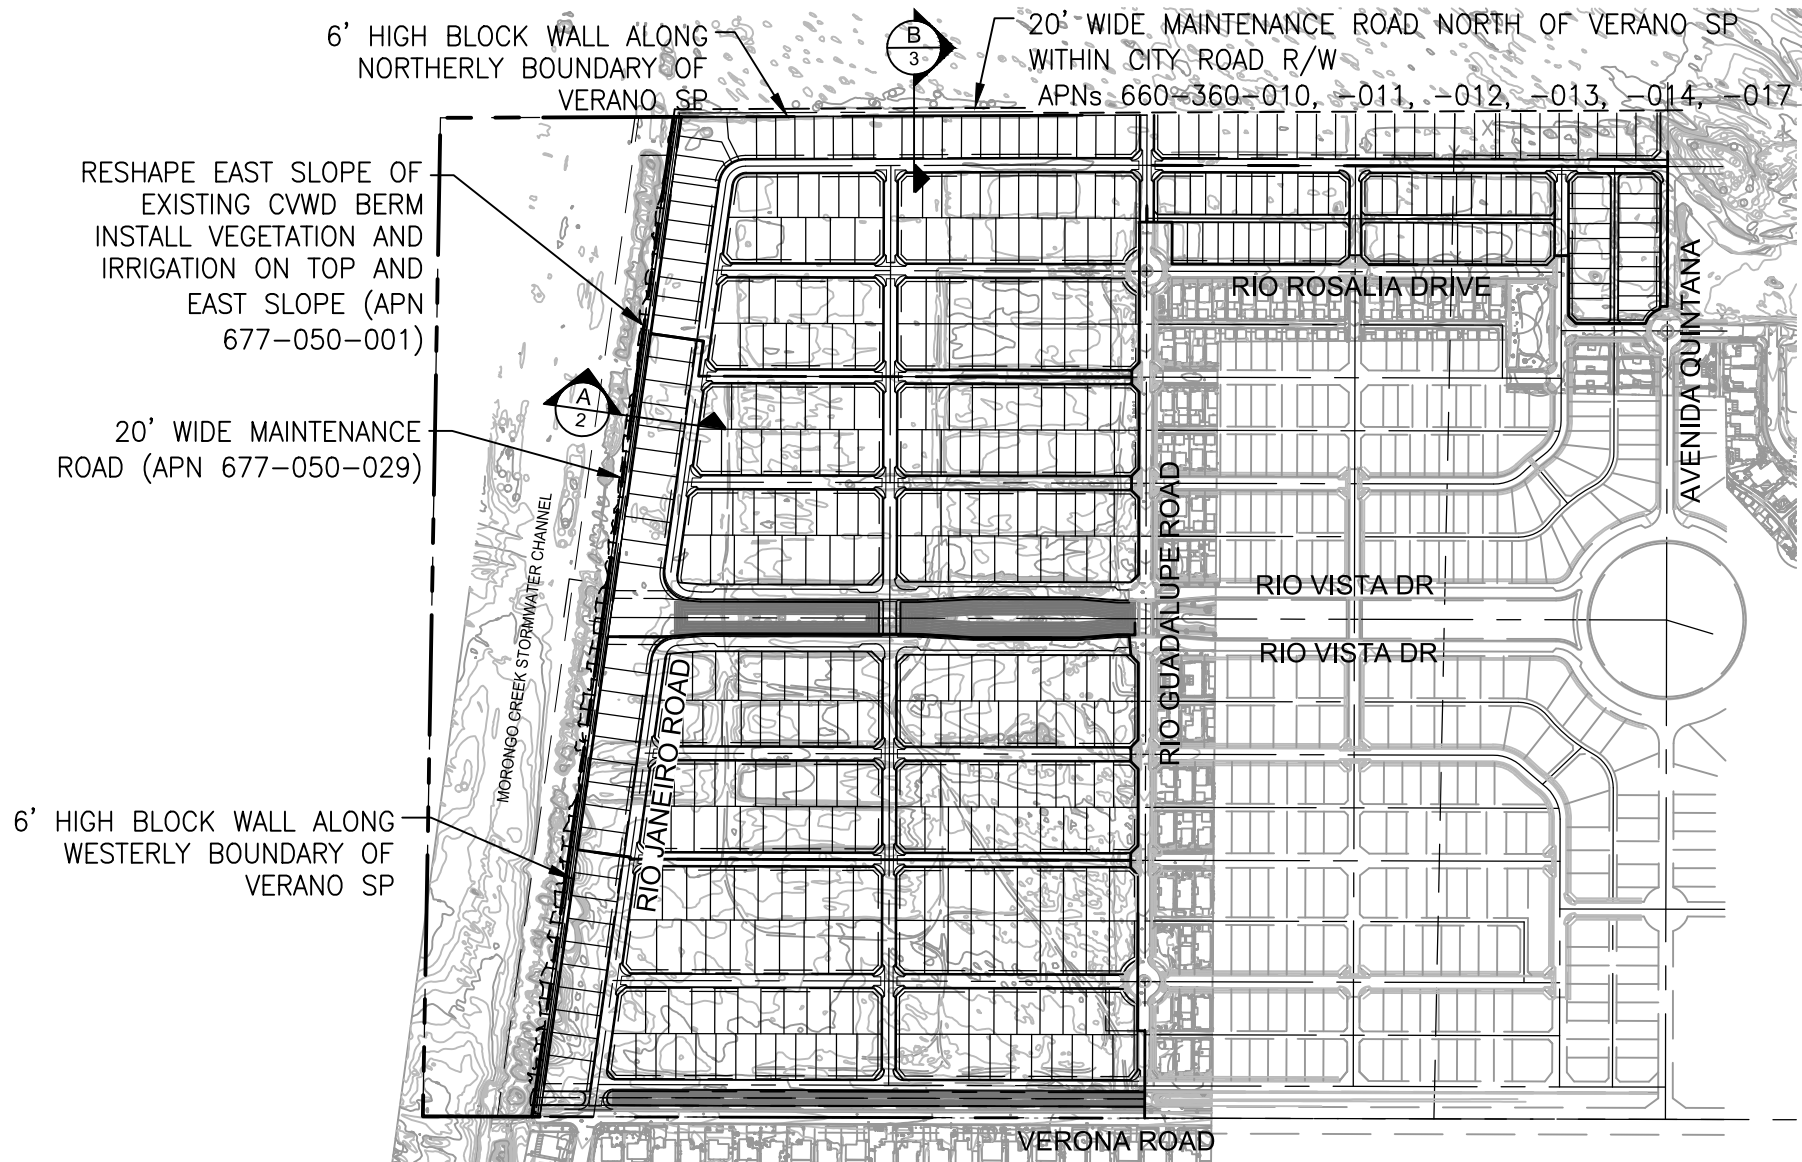 6' HIGH BLOCK WALL ALONG
NORTHERLY BOUNDARY OF
VERANO SP
B
3
20' WIDE MAINTENANCE ROAD NORTH OF VERANO SP
WITHIN CITY ROAD R/W
APNs 660-360-010, -011, -012, -013, -014, -017
RESHAPE EAST SLOPE OF
EXISTING CVWD BERM
INSTALL VEGETATION AND
IRRIGATION ON TOP AND
EAST SLOPE (APN
677-050-001)
A
2
20' WIDE MAINTENANCE
ROAD (APN 677-050-029)
MORONGO CREEK STORMWATER CHANNEL
6' HIGH BLOCK WALL ALONG
WESTERLY BOUNDARY OF
VERANO SP
RIO JANEIRO ROAD
RIO GUADALUPE ROAD
RIO ROSALIA DRIVE
AVENIDA QUINTANA
RIO VISTA DR
RIO VISTA DR
VERONA ROAD